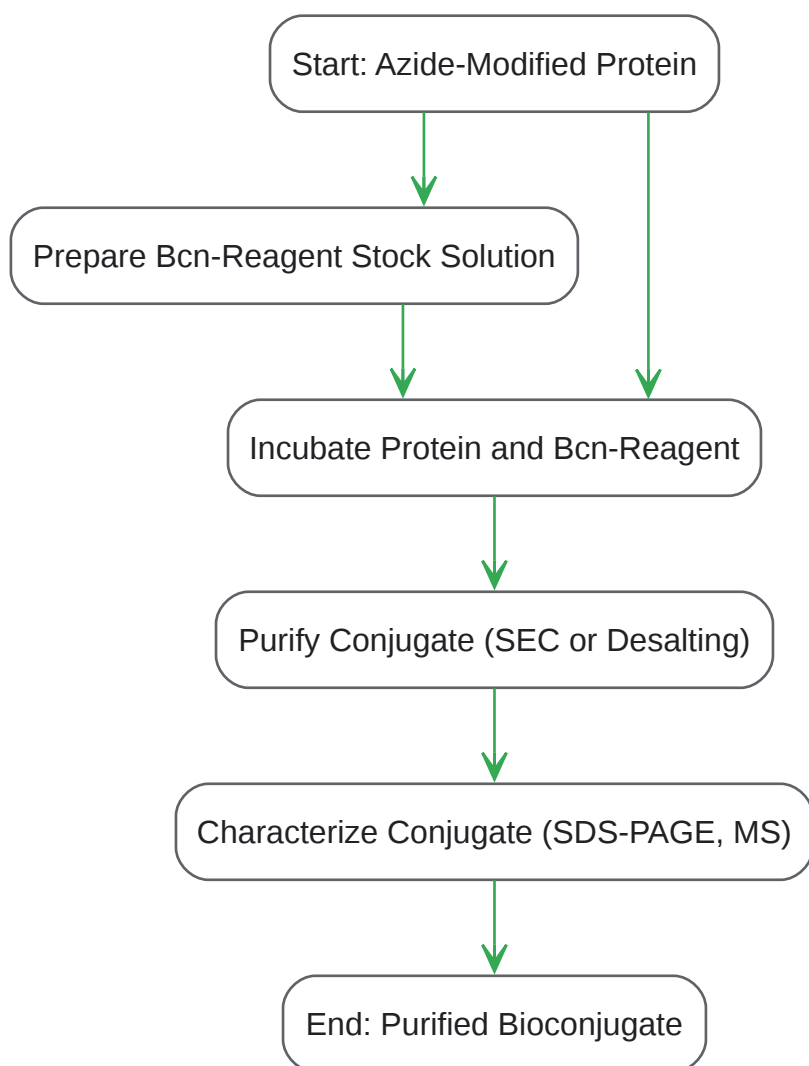 Start: Azide-Modified Protein
Prepare Bcn-Reagent Stock Solution
Incubate Protein and Bcn-Reagent
Purify Conjugate (SEC or Desalting)
Characterize Conjugate (SDS-PAGE, MS)
End: Purified Bioconjugate